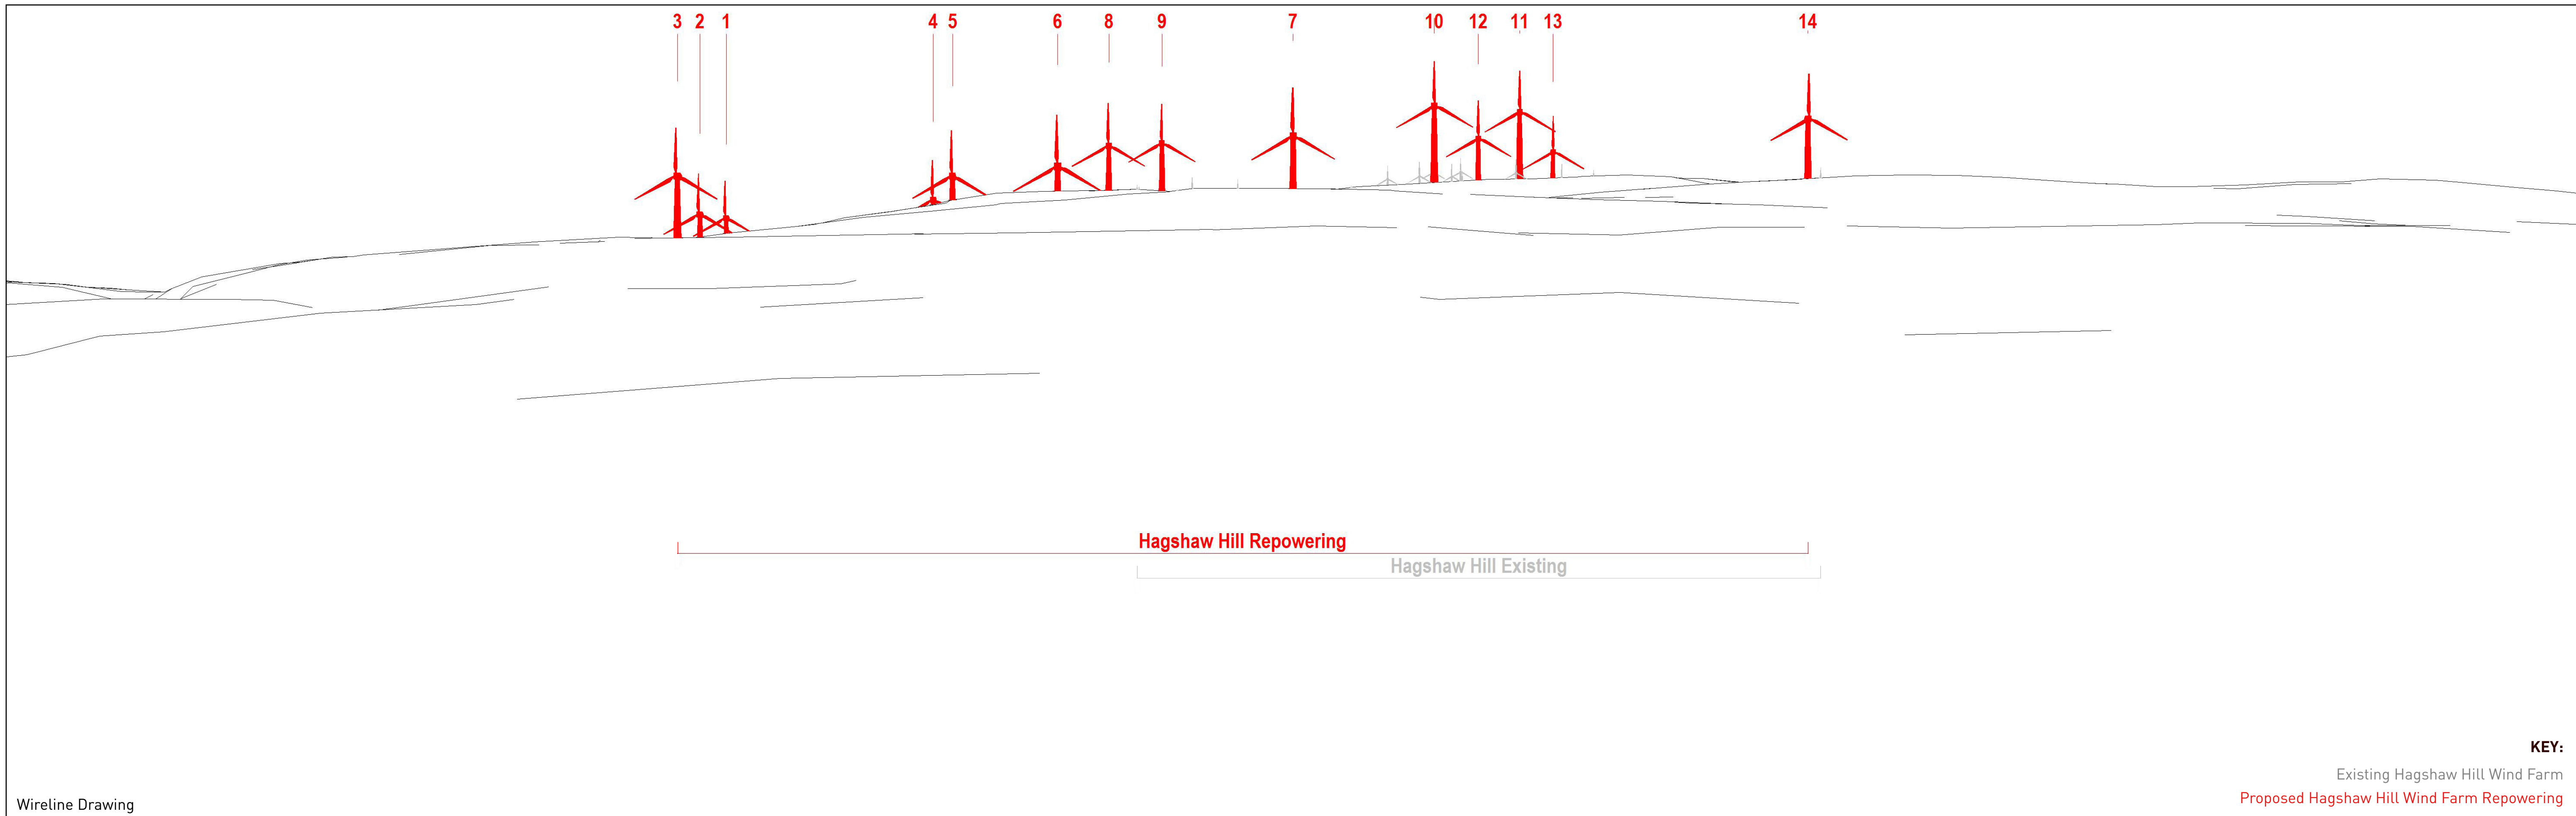 3 2 1 4 5 6 8 9 7 10 12 11 13 14
Hagshaw Hill Repowering
Hagshaw Hill Existing
KEY:
Existing Hagshaw Hill Wind Farm
Proposed Hagshaw Hill Wind Farm Repowering
Wireline Drawing